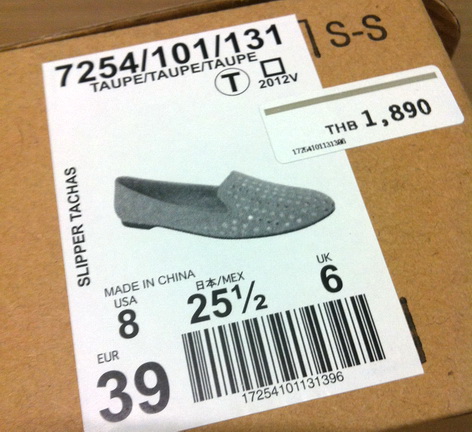 7254/101/131
TAUPE/TAUPE/TAUPE
T
2012V
S-S
THB 1,890
17254101131396
SLIPPER TACHAS
MADE IN CHINA
USA
8
日本/MEX
25½
UK
6
EUR
39
17254101131396